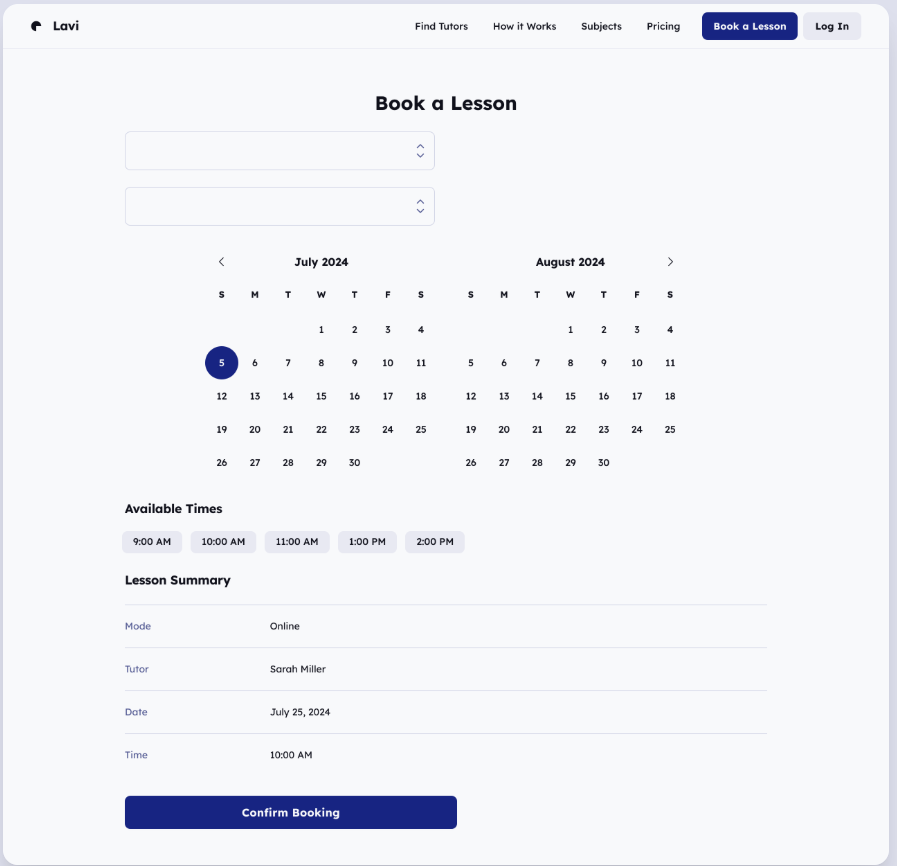 Lavi
Find Tutors How it Works Subjects Pricing Book a Lesson Log In
Book a Lesson
July 2024 August 2024
S M T W T F S S M T W T F S
1 2 3 4 1 2 3 4
5 6 7 8 9 10 11 5 6 7 8 9 10 11
12 13 14 15 16 17 18 12 13 14 15 16 17 18
19 20 21 22 23 24 25 19 20 21 22 23 24 25
26 27 28 29 30 26 27 28 29 30
Available Times
9:00 AM 10:00 AM 11:00 AM 1:00 PM 2:00 PM
Lesson Summary
Mode Online
Tutor Sarah Miller
Date July 25, 2024
Time 10:00 AM
Confirm Booking